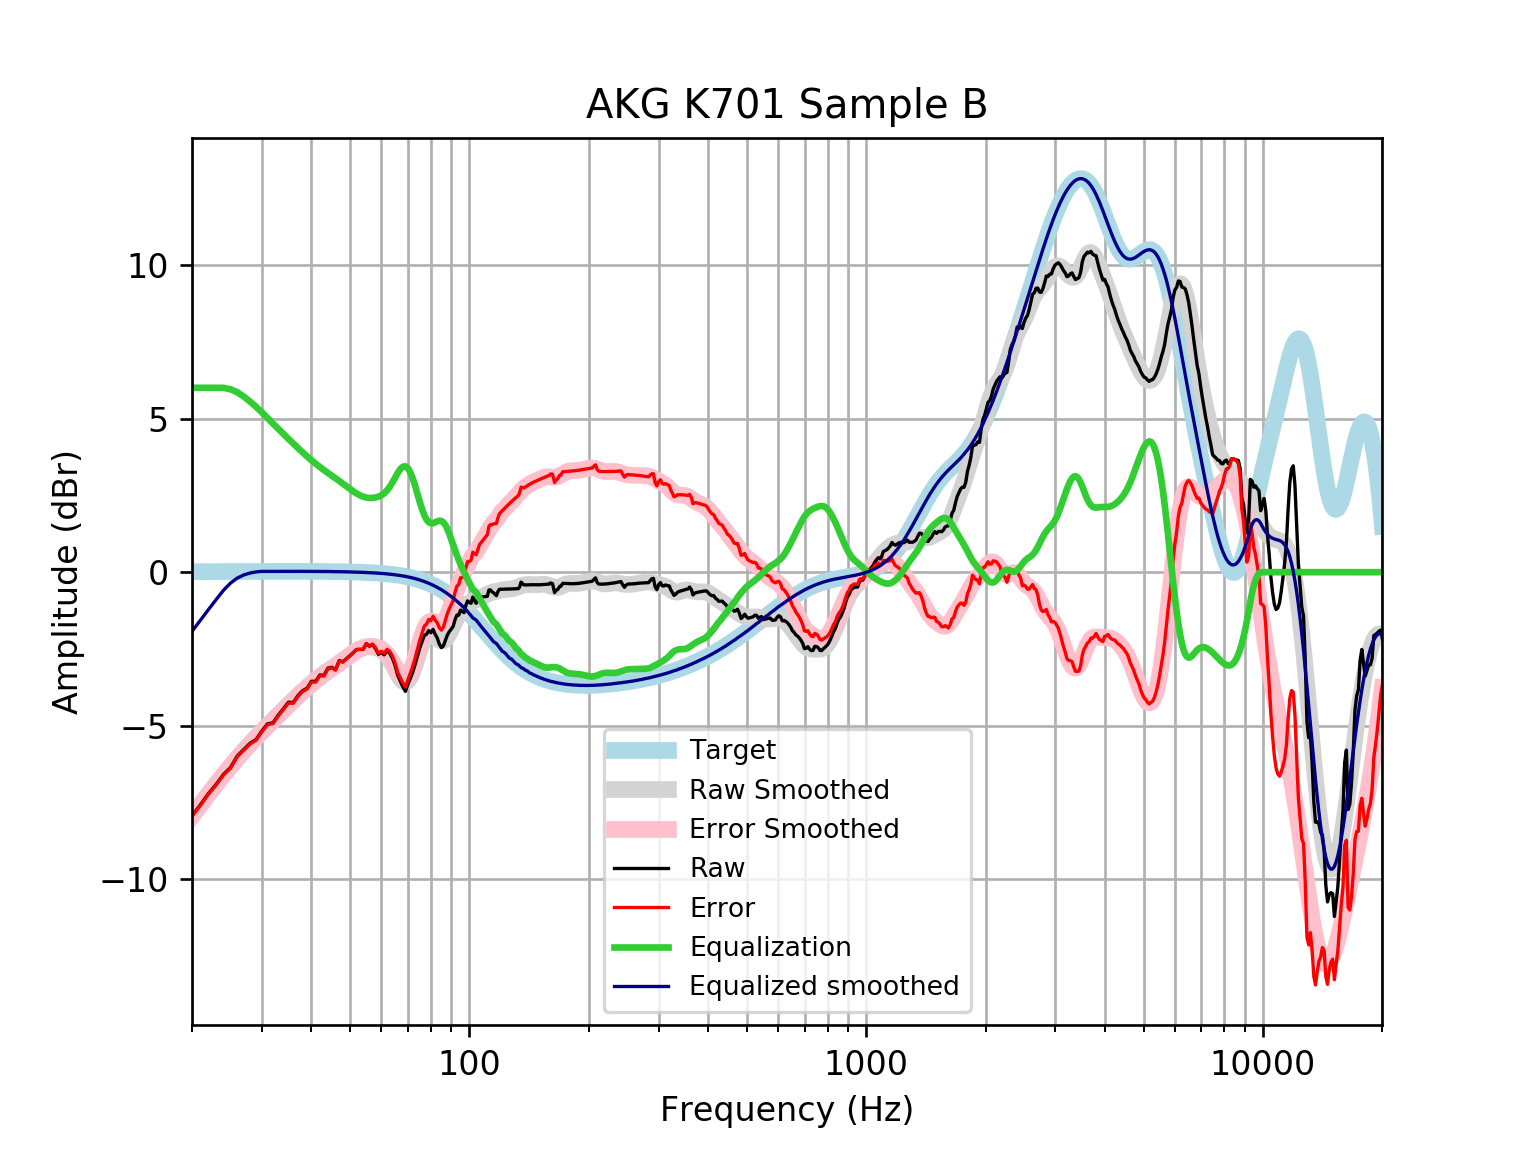 AKG K701 Sample B
Amplitude (dBr)
10
5
0
−5
−10
Target
Raw Smoothed
Error Smoothed
Raw
Error
Equalization
Equalized smoothed
100
1000
10000
Frequency (Hz)